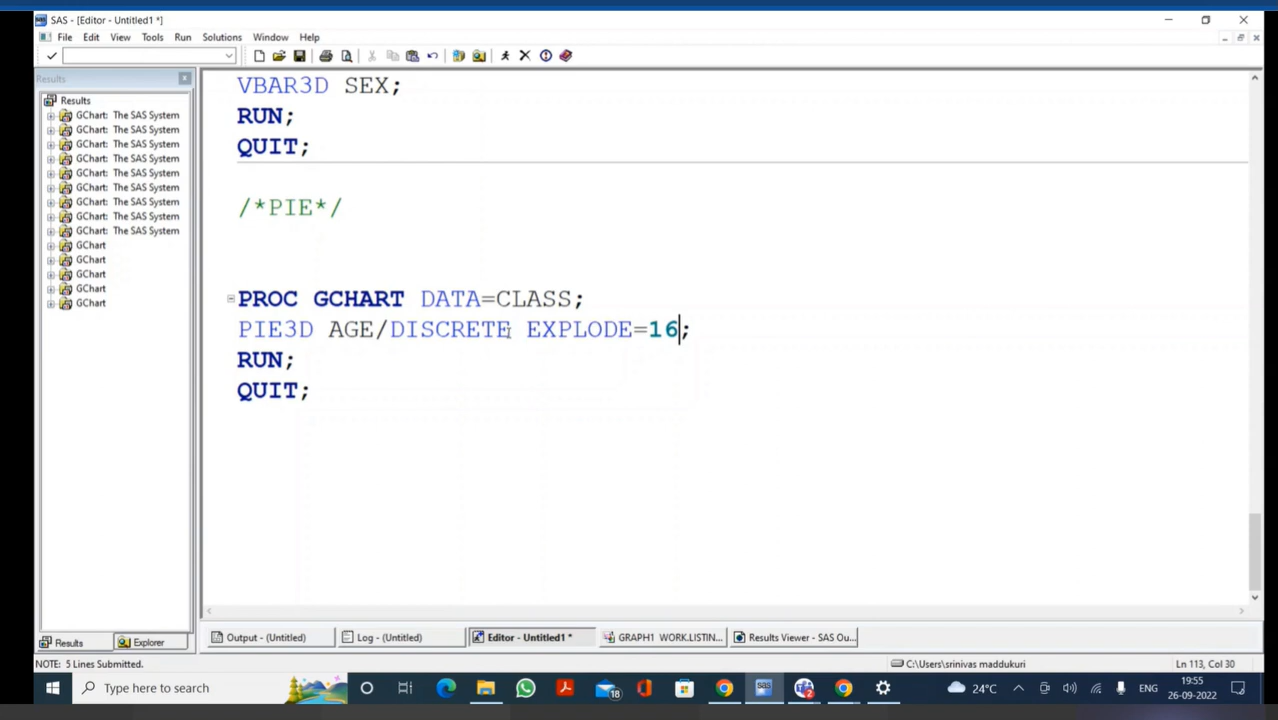 SAS - [Editor - Untitled1 *]
File Edit View Tools Run Solutions Window Help
Results
Results
GChart: The SAS System
GChart: The SAS System
GChart: The SAS System
GChart: The SAS System
GChart: The SAS System
GChart: The SAS System
GChart: The SAS System
GChart: The SAS System
GChart: The SAS System
GChart
GChart
GChart
GChart
GChart
VBAR3D SEX;
RUN;
QUIT;
/*PIE*/
PROC GCHART DATA=CLASS;
PIE3D AGE/DISCRETE EXPLODE=16;
RUN;
QUIT;
Results Explorer
Output - (Untitled) Log - (Untitled) Editor - Untitled1 * GRAPH1 WORK.LISTIN... Results Viewer - SAS Ou...
NOTE: 5 Lines Submitted. C:\Users\srinivas maddukuri Ln 113, Col 30
Type here to search 18 sas 24°C ENG 19:55
26-09-2022